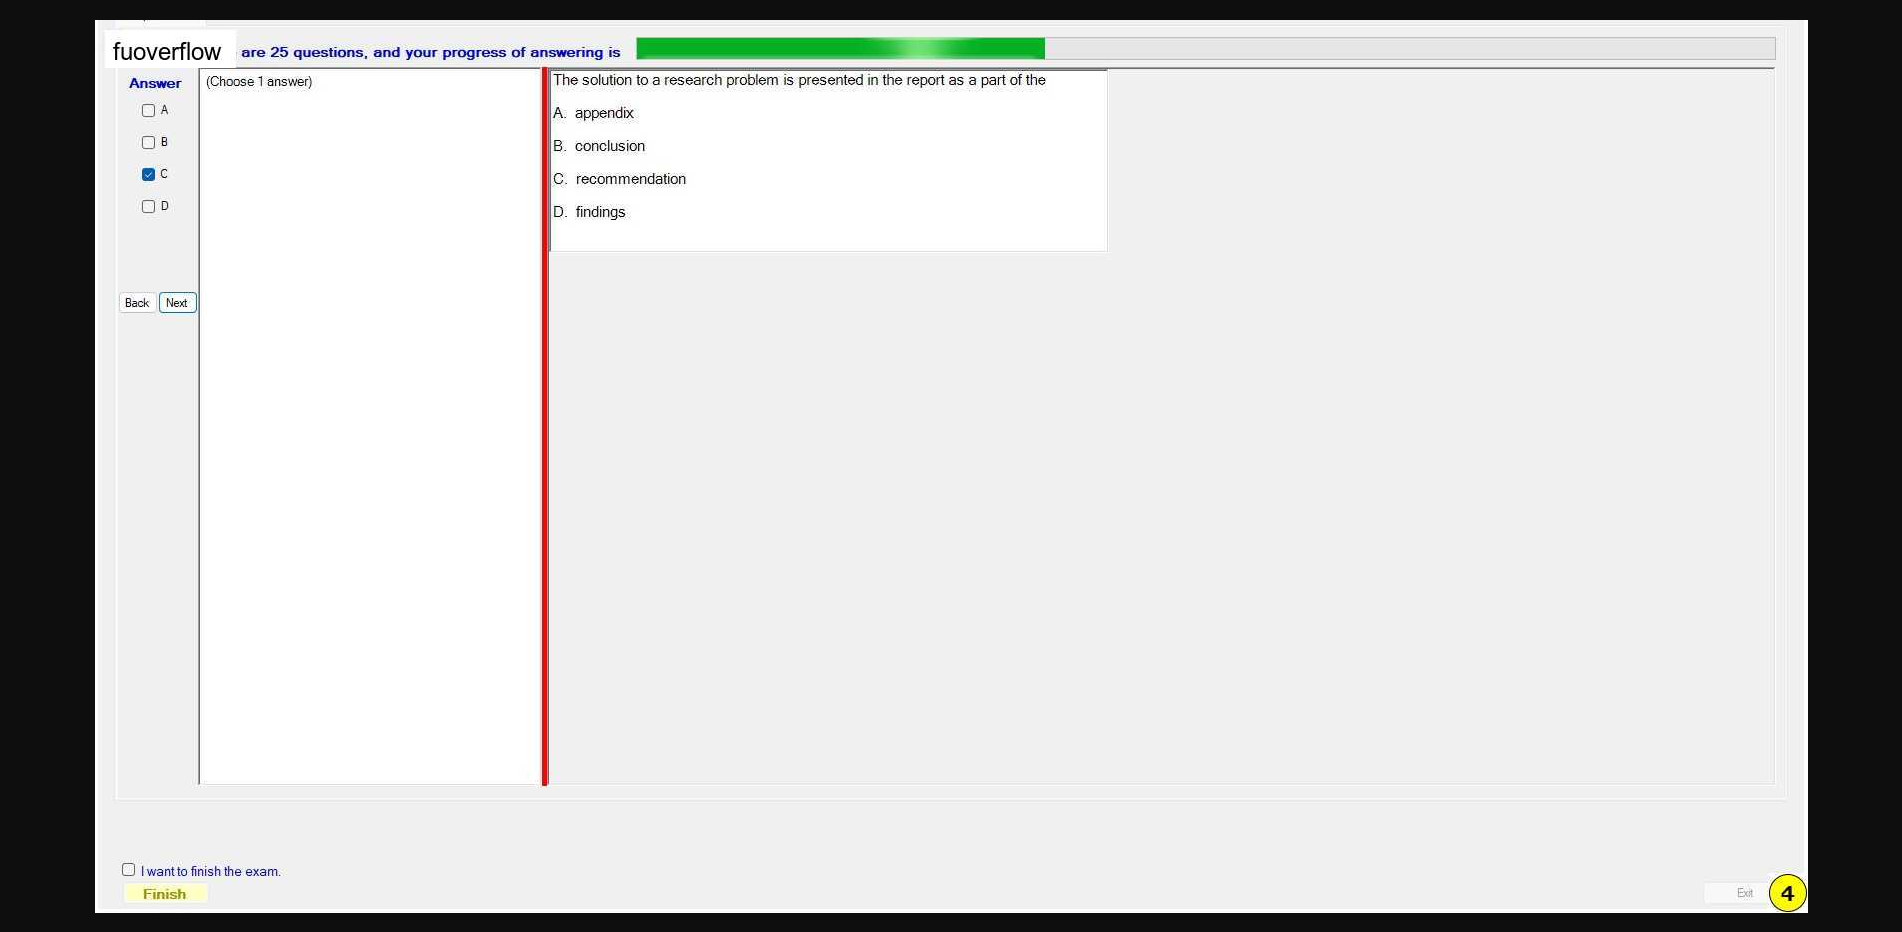 fuoverflow are 25 questions, and your progress of answering is
Answer
(Choose 1 answer)
A
B
C
D
Back Next
The solution to a research problem is presented in the report as a part of the
A. appendix
B. conclusion
C. recommendation
D. findings
I want to finish the exam.
Finish
Exit
4